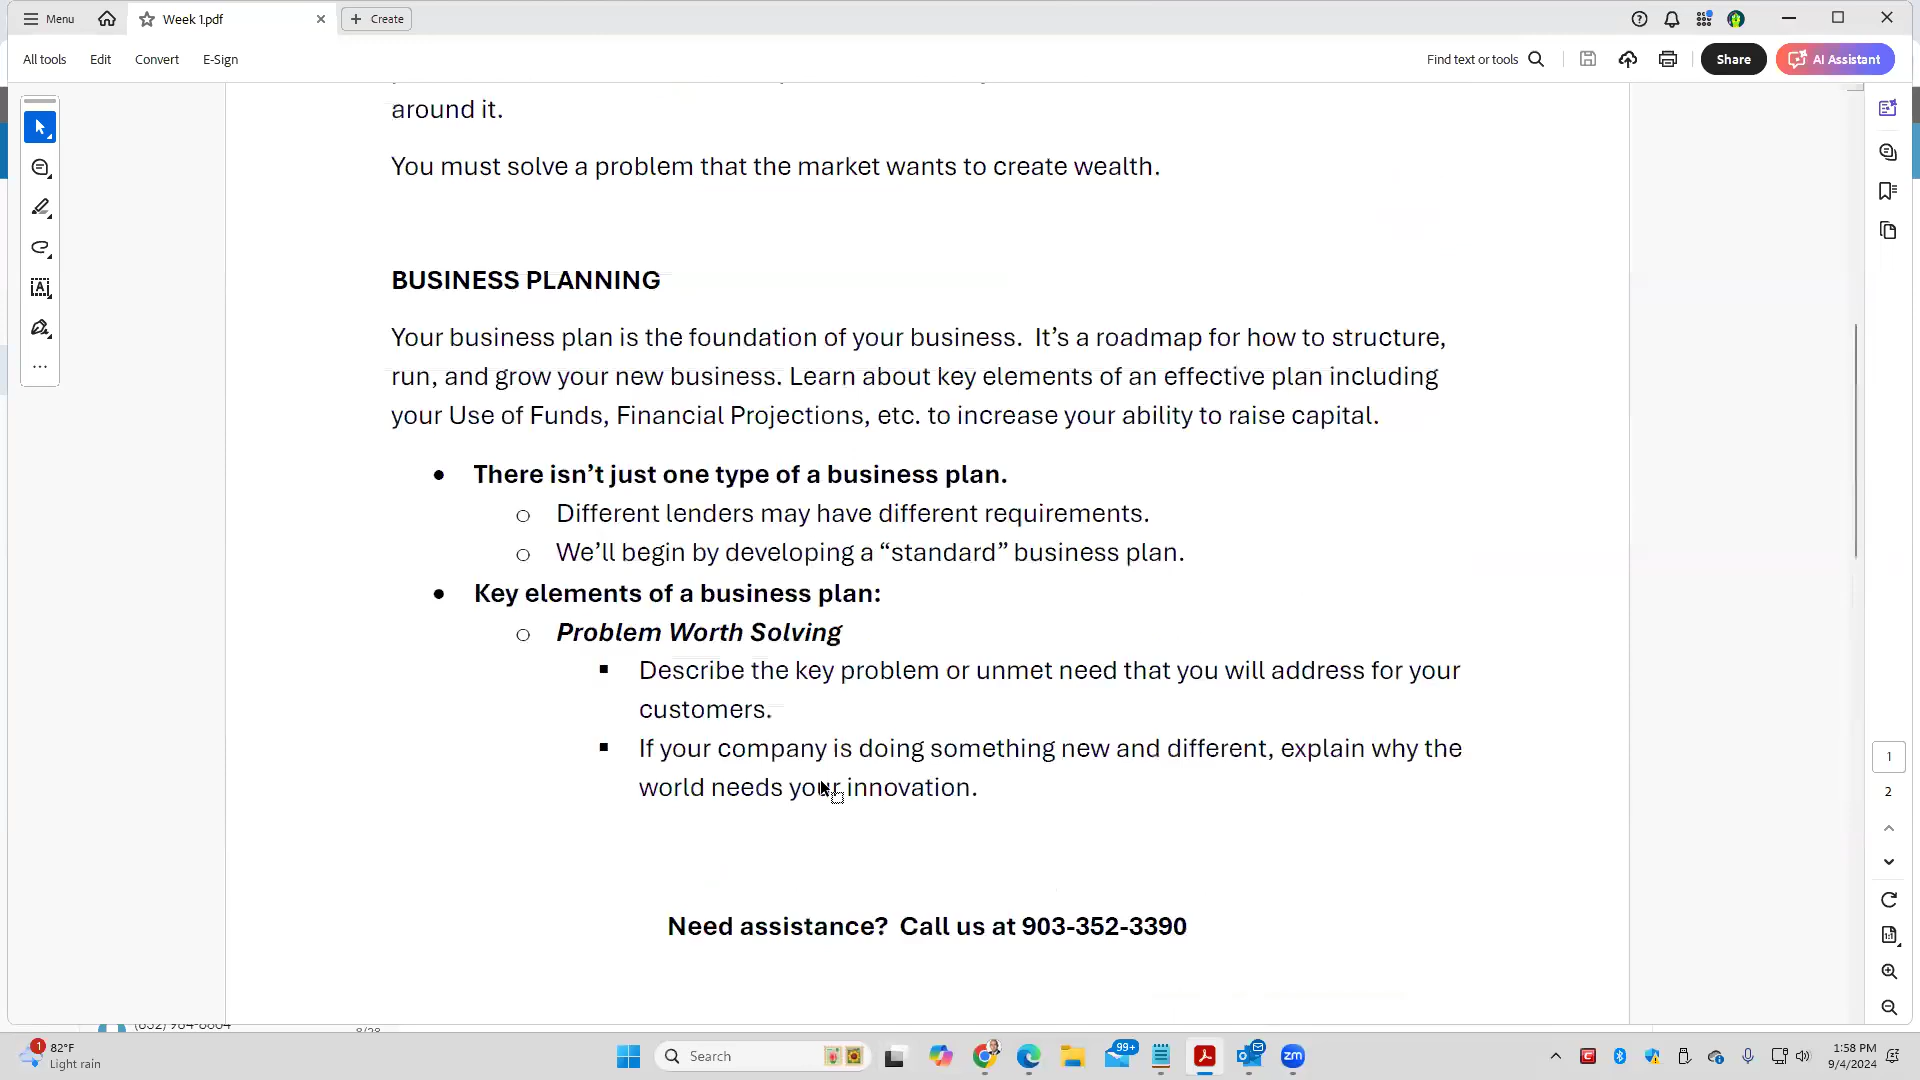 Menu
Week 1.pdf
Create
All tools
Edit
Convert
E-Sign
Find text or tools
Share
AI Assistant
around it.
You must solve a problem that the market wants to create wealth.
BUSINESS PLANNING
Your business plan is the foundation of your business.  It’s a roadmap for how to structure,
run, and grow your new business. Learn about key elements of an effective plan including
your Use of Funds, Financial Projections, etc. to increase your ability to raise capital.
• There isn’t just one type of a business plan.
o Different lenders may have different requirements.
o We’ll begin by developing a “standard” business plan.
• Key elements of a business plan:
o Problem Worth Solving
▪ Describe the key problem or unmet need that you will address for your
customers.
▪ If your company is doing something new and different, explain why the
world needs your innovation.
Need assistance?  Call us at 903-352-3390
1
2
1
82°F
Light rain
Search
99+
zm
1:58 PM
9/4/2024